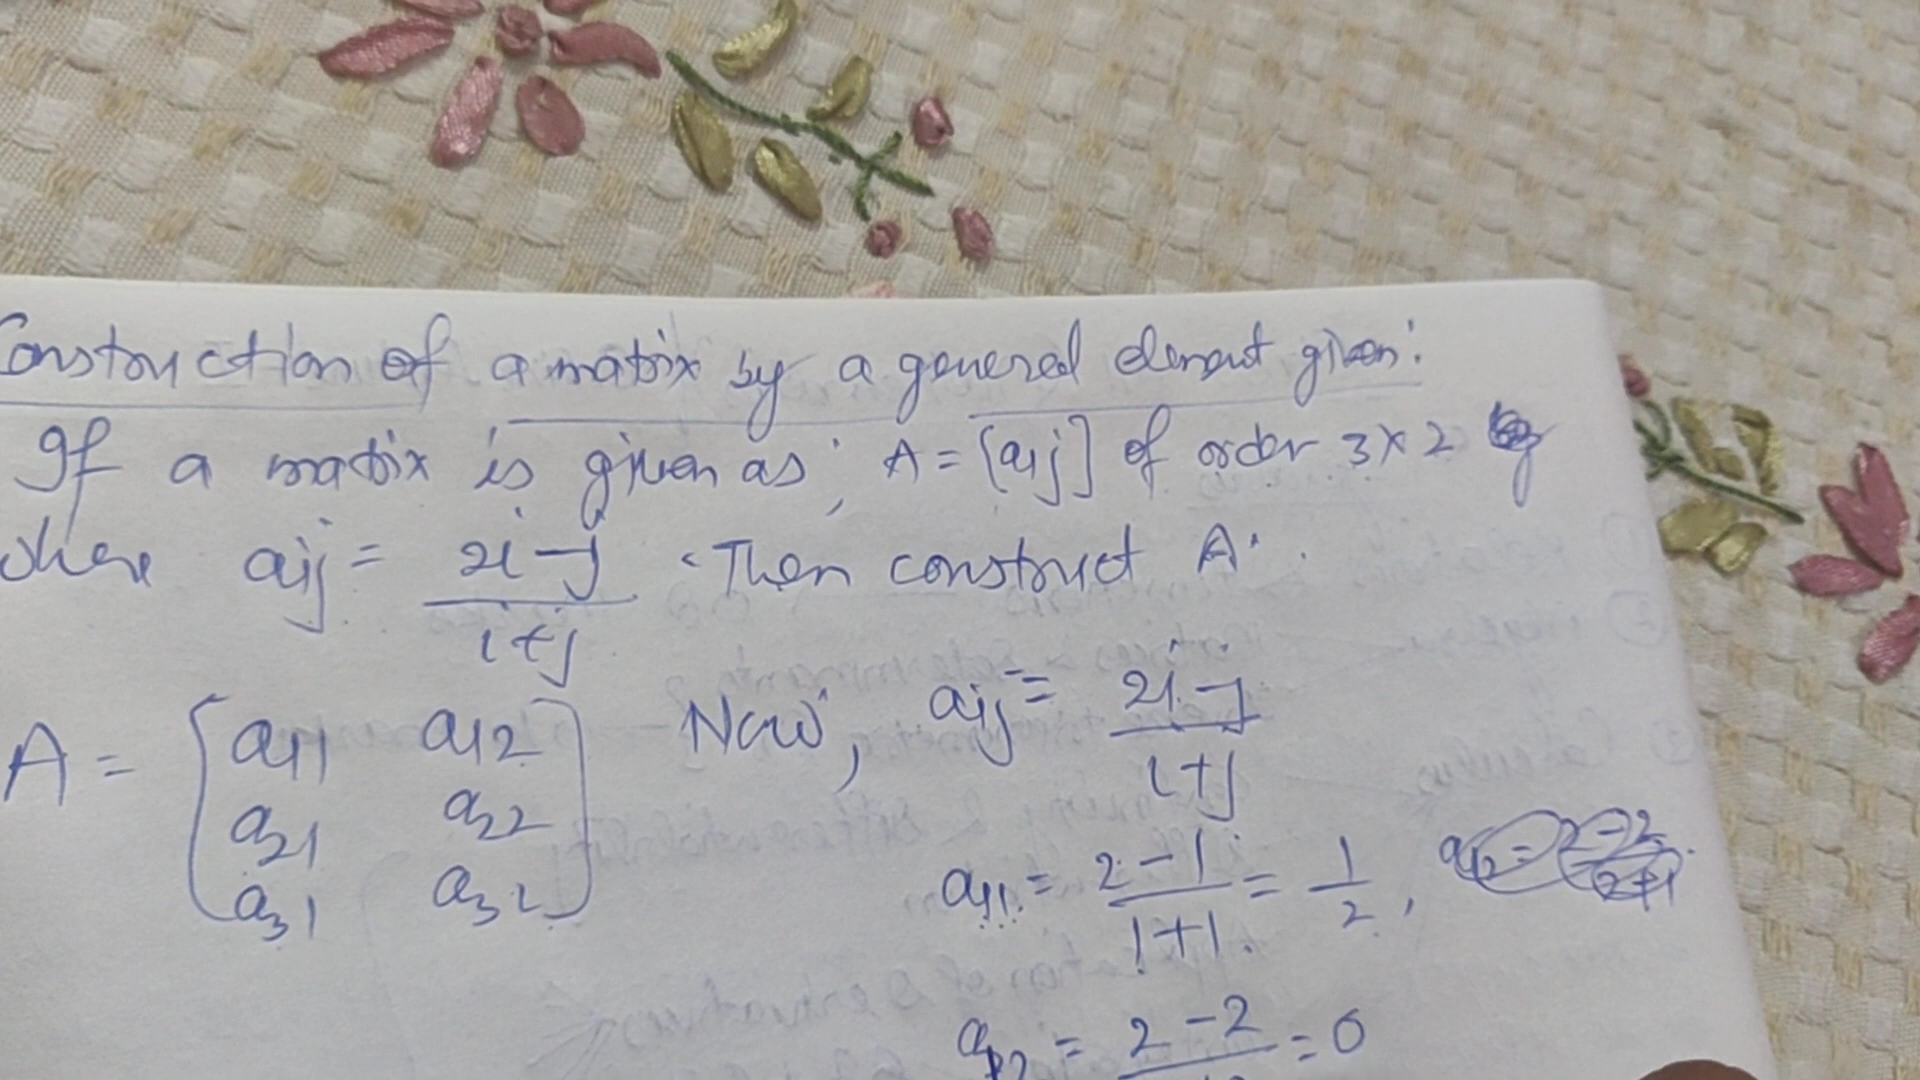 Construction of a matrix by a general element given:
If a matrix is given as; A = [aij] of order 3×2
where aij = 2i-j / i+j . Then construct A.
A = [a11 a12
a21 a22
a31 a32]
Now, aij = 2i-j / i+j
a11 = 2-1 / 1+1 = 1/2 ,
a12 = 2-2 = 0